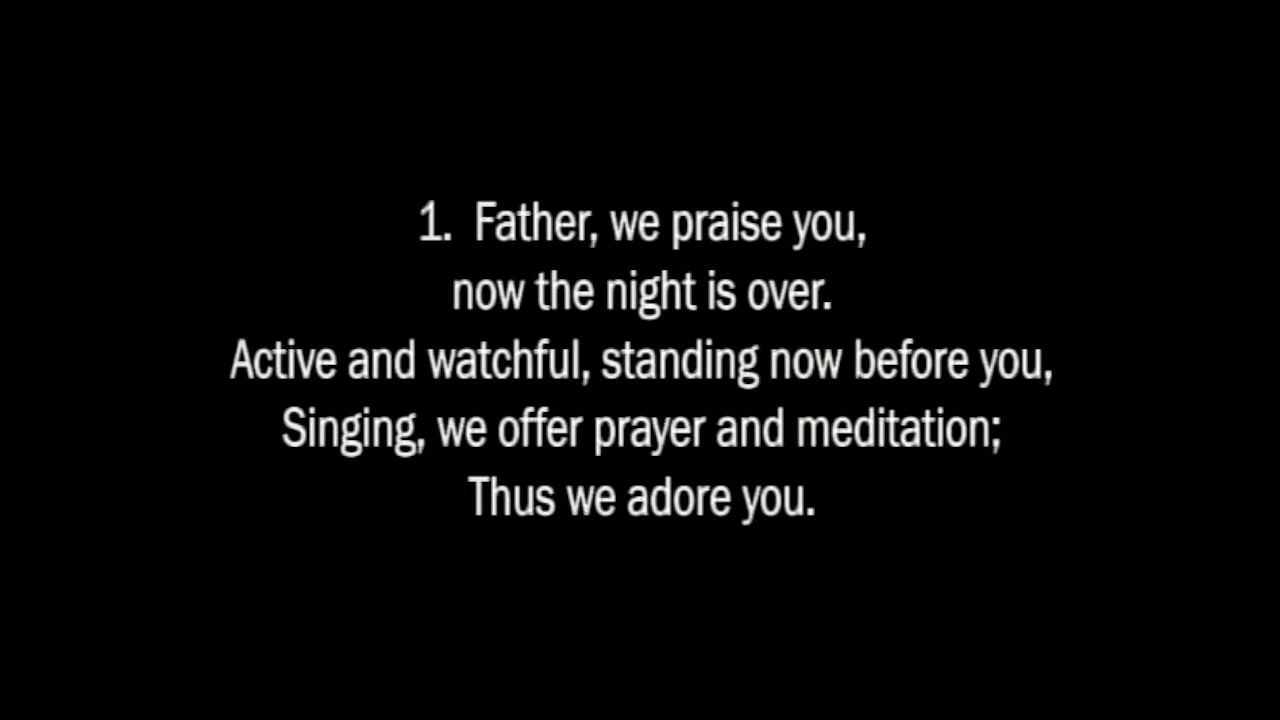 1.  Father, we praise you,
now the night is over.
Active and watchful, standing now before you,
Singing, we offer prayer and meditation;
Thus we adore you.